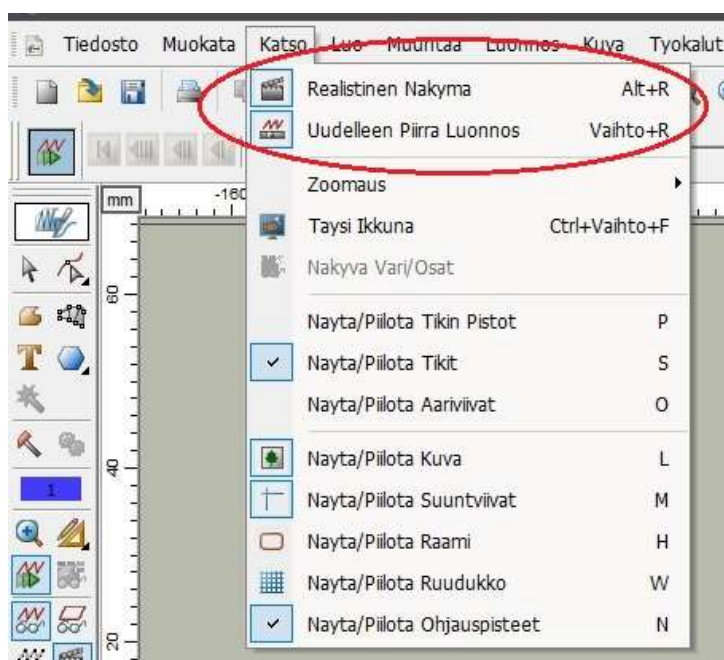 Tiedosto Muokata Katso Luo Muuntaa Luonnos Kuva Tyokalut
Realistinen Nakyma Alt+R
Uudelleen Piirra Luonnos Vaihto+R
mm -160
Zoomaus
Taysi Ikkuna Ctrl+Vaihto+F
Nakyva Vari/Osat
60
Nayta/Piilota Tikin Pistot P
Nayta/Piilota Tikit S
Nayta/Piilota Aariviivat O
40
Nayta/Piilota Kuva L
1
Nayta/Piilota Suuntviivat M
Nayta/Piilota Raami H
Nayta/Piilota Ruudukko W
Nayta/Piilota Ohjauspisteet N
20